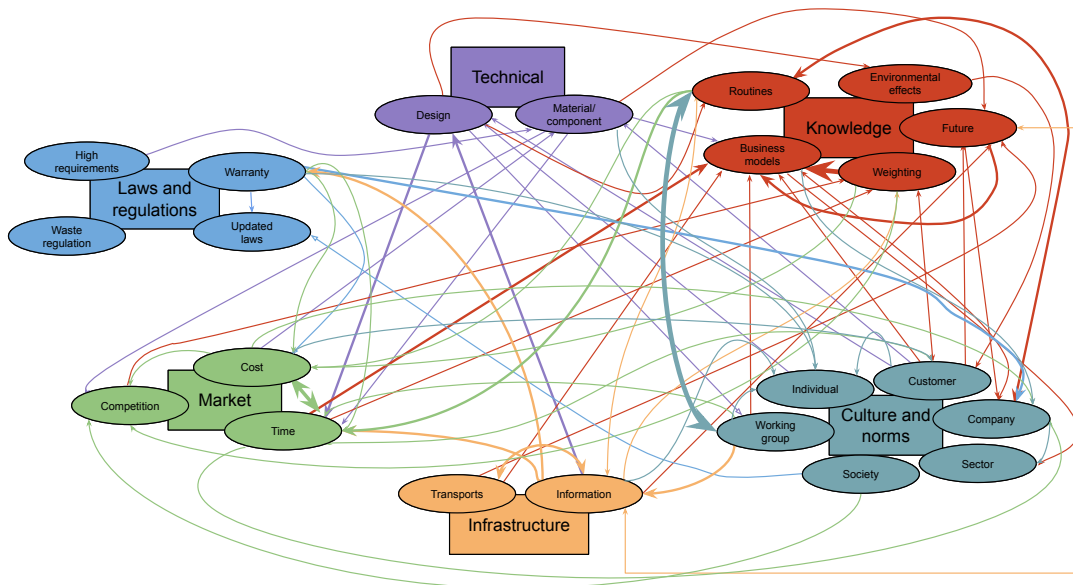 Technical
Design
Material/
component
Routines
Environmental
effects
Knowledge
Future
Business
models
Weighting
High
requirements
Warranty
Laws and
regulations
Waste
regulation
Updated
laws
Cost
Competition
Market
Time
Individual
Customer
Culture and
norms
Company
Working
group
Society
Sector
Transports
Information
Infrastructure